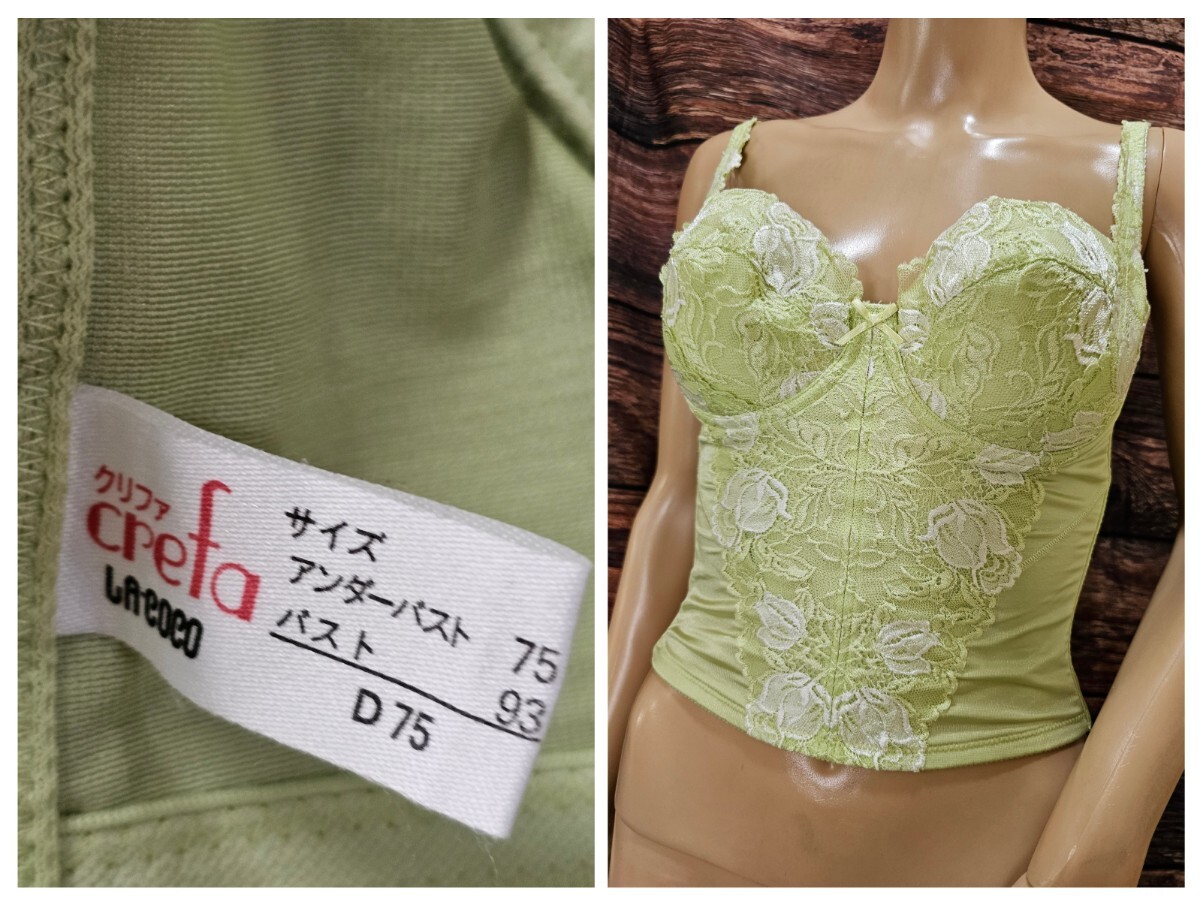 クリファ
crefa
LA-COCO
サイズ
アンダーバスト 75
バスト 93
D75